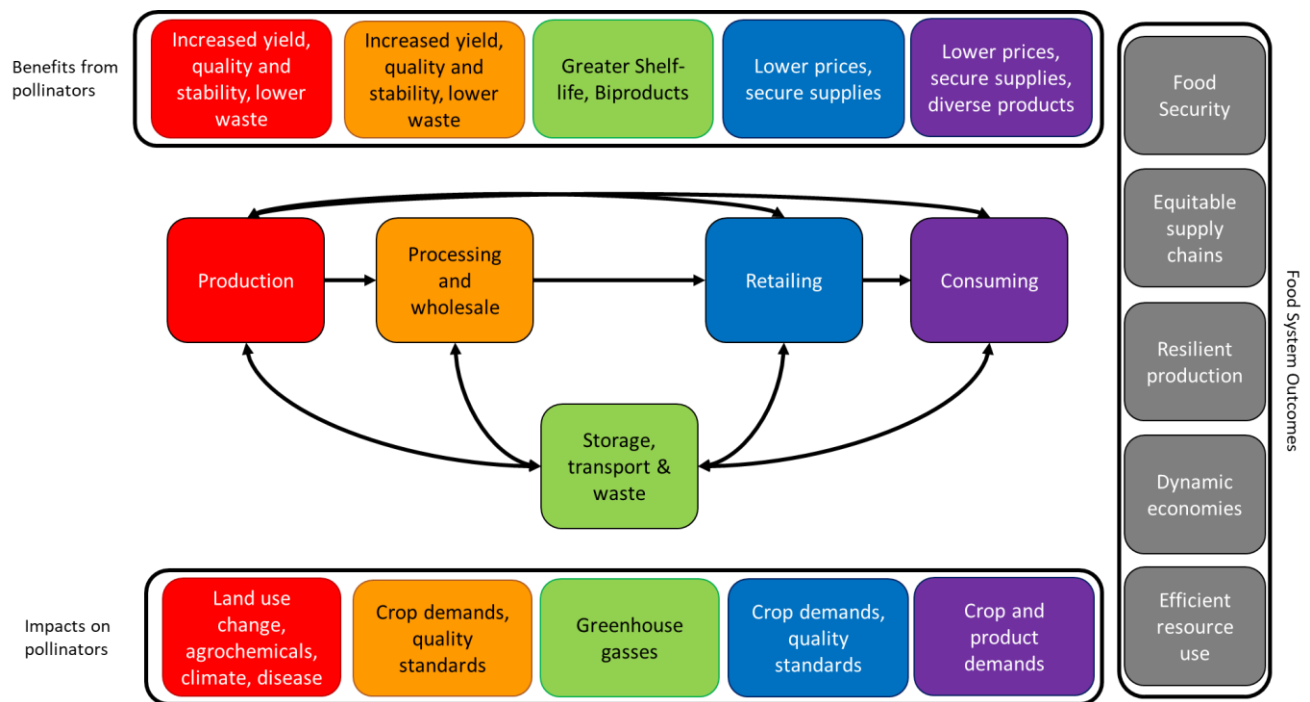 Benefits from
pollinators
Increased yield,
quality and
stability, lower
waste
Increased yield,
quality and
stability, lower
waste
Greater Shelf-
life, Biproducts
Lower prices,
secure supplies
Lower prices,
secure supplies,
diverse products
Production
Processing
and
wholesale
Retailing
Consuming
Storage,
transport &
waste
Impacts on
pollinators
Land use
change,
agrochemicals,
climate, disease
Crop demands,
quality
standards
Greenhouse
gasses
Crop demands,
quality
standards
Crop and
product
demands
Food
Security
Equitable
supply
chains
Resilient
production
Dynamic
economies
Efficient
resource
use
Food System Outcomes